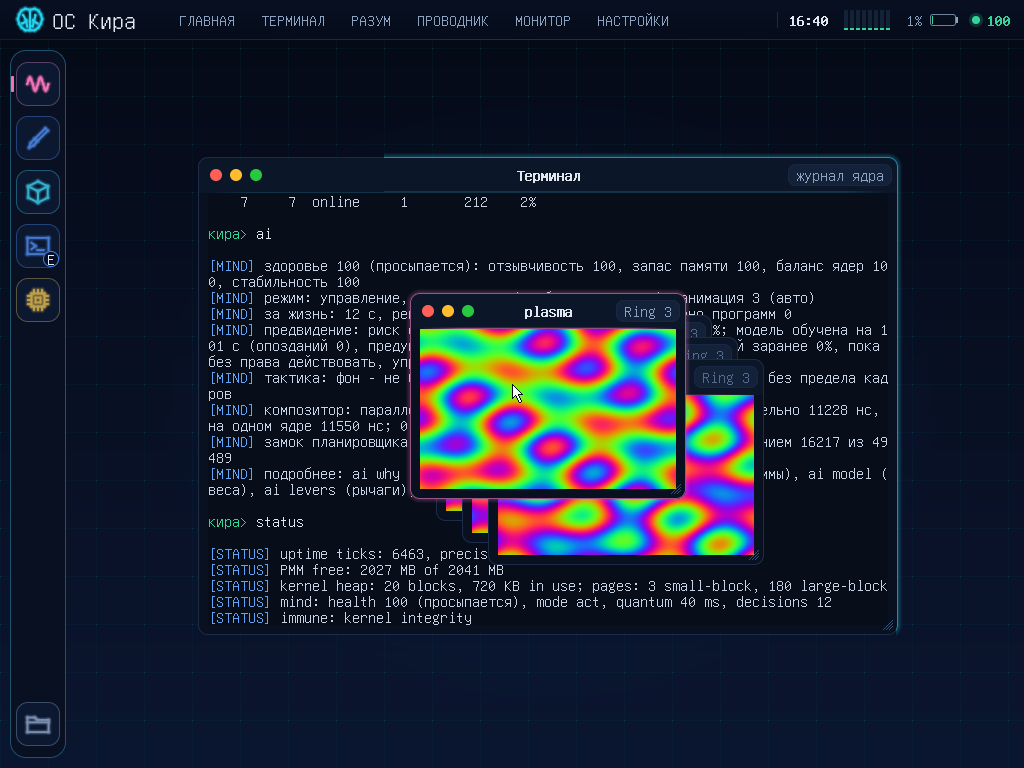 ОС Кира
ГЛАВНАЯ ТЕРМИНАЛ РАЗУМ ПРОВОДНИК МОНИТОР НАСТРОЙКИ
16:40 1% 100
Терминал
журнал ядра
7 7 online 1 212 2%
кира> ai
[MIND] здоровье 100 (просыпается): отзывчивость 100, запас памяти 100, баланс ядер 10
0, стабильность 100
[MIND] режим: управление, анимация 3 (авто)
[MIND] за жизнь: 12 с, программ 0
[MIND] предвидение: риск %; модель обучена на 1
01 с (опозданий 0), заранее 0%, пока
без права действовать,
[MIND] тактика: фон - не без предела кад
ров
[MIND] композитор: 11228 нс,
на одном ядре 11550 нс;
[MIND] замок планировщика 16217 из 49
489
[MIND] подробнее: ai why ai model (
веса), ai levers (рычаги)
plasma
Ring 3
Ring 3
кира> status
[STATUS] uptime ticks: 6463,
[STATUS] PMM free: 2027 MB of 2041 MB
[STATUS] kernel heap: 20 blocks, 720 KB in use; pages: 3 small-block, 180 large-block
[STATUS] mind: health 100 (просыпается), mode act, quantum 40 ms, decisions 12
[STATUS] immune: kernel integrity
E